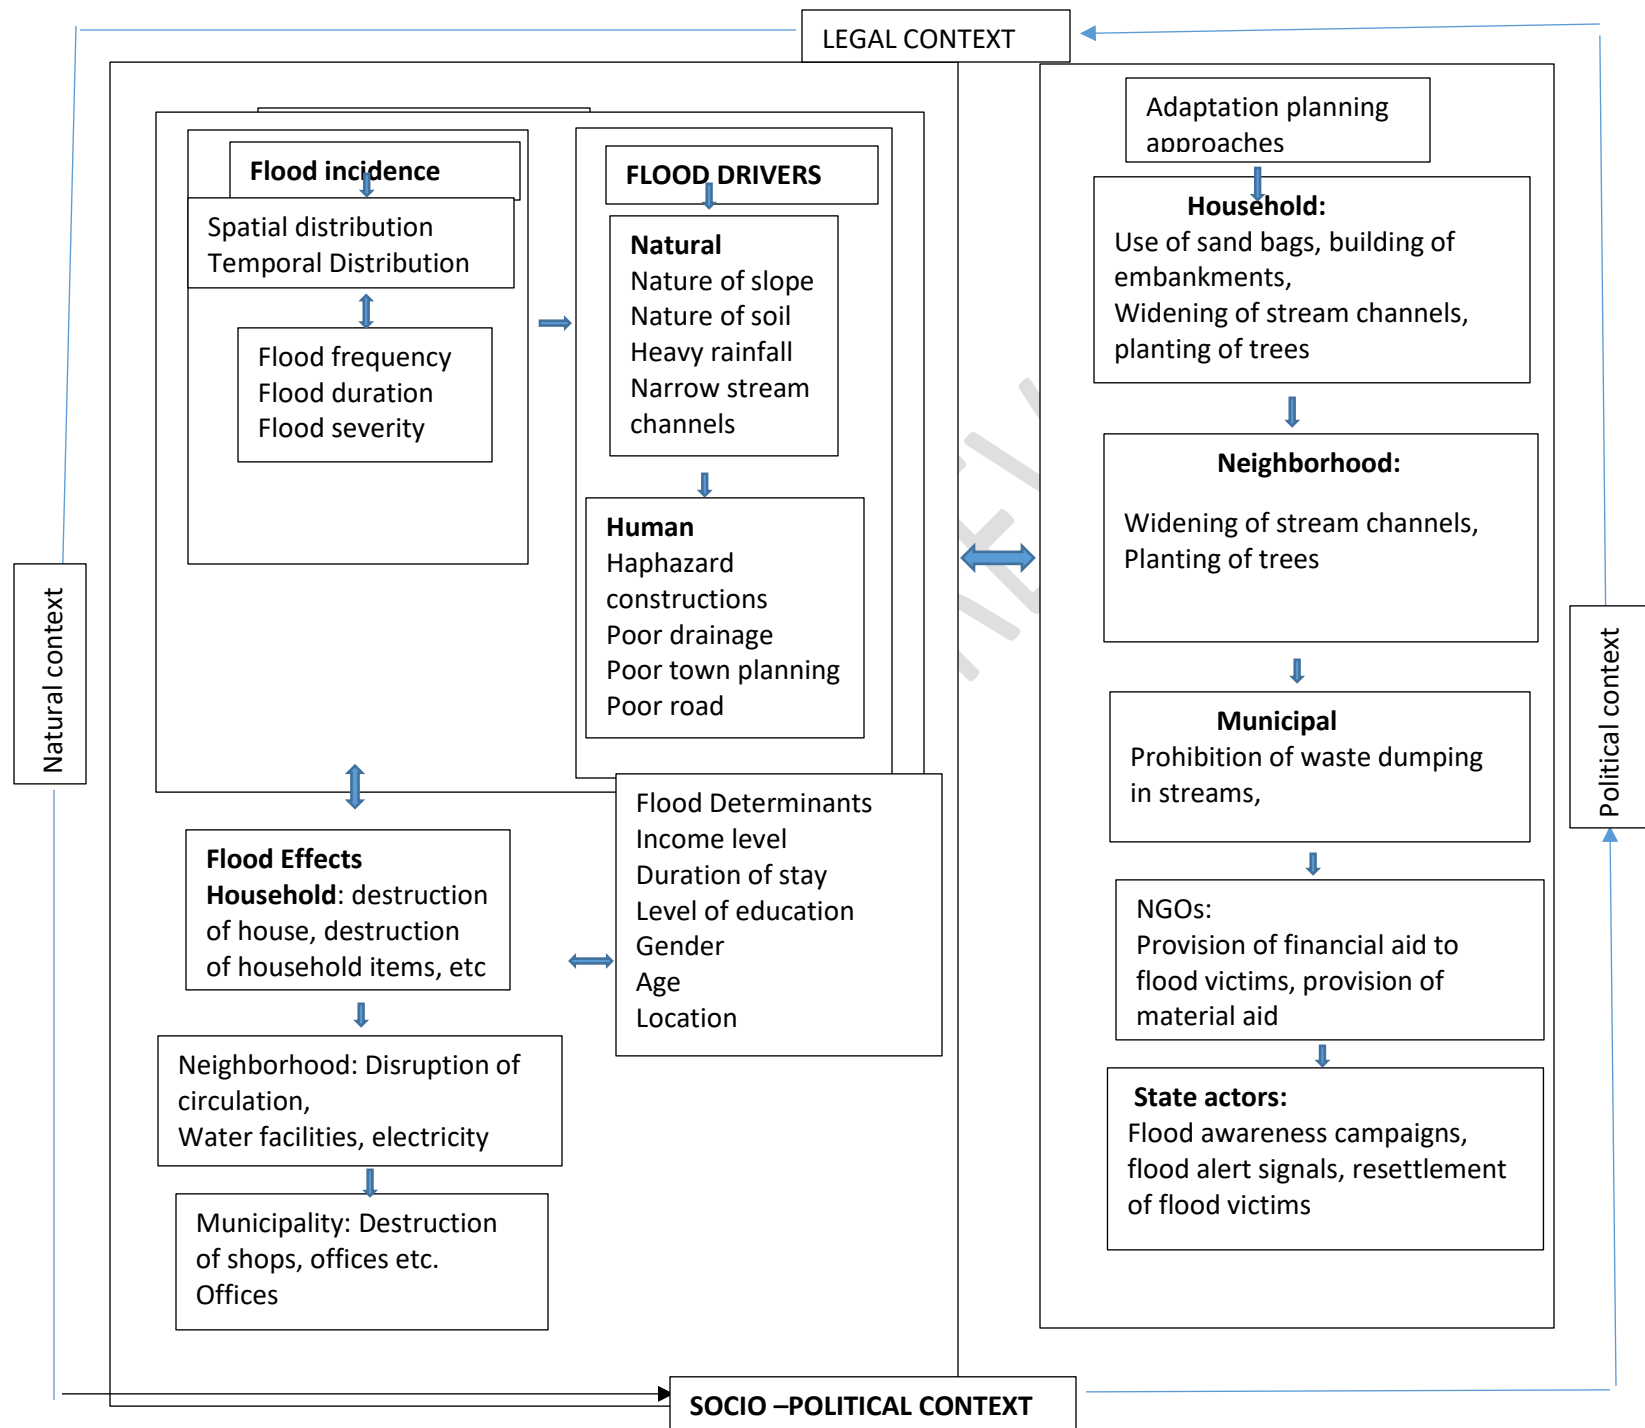 LEGAL CONTEXT
Flood incidence
Spatial distribution
Temporal Distribution
Flood frequency
Flood duration
Flood severity
FLOOD DRIVERS
Natural
Nature of slope
Nature of soil
Heavy rainfall
Narrow stream
channels
Human
Haphazard
constructions
Poor drainage
Poor town planning
Poor road
Flood Effects
Household: destruction
of house, destruction
of household items, etc
Neighborhood: Disruption of
circulation,
Water facilities, electricity
Municipality: Destruction
of shops, offices etc.
Offices
Flood Determinants
Income level
Duration of stay
Level of education
Gender
Age
Location
Adaptation planning
approaches
Household:
Use of sand bags, building of
embankments,
Widening of stream channels,
planting of trees
Neighborhood:
Widening of stream channels,
Planting of trees
Municipal
Prohibition of waste dumping
in streams,
NGOs:
Provision of financial aid to
flood victims, provision of
material aid
State actors:
Flood awareness campaigns,
flood alert signals, resettlement
of flood victims
Natural context
Political context
SOCIO –POLITICAL CONTEXT